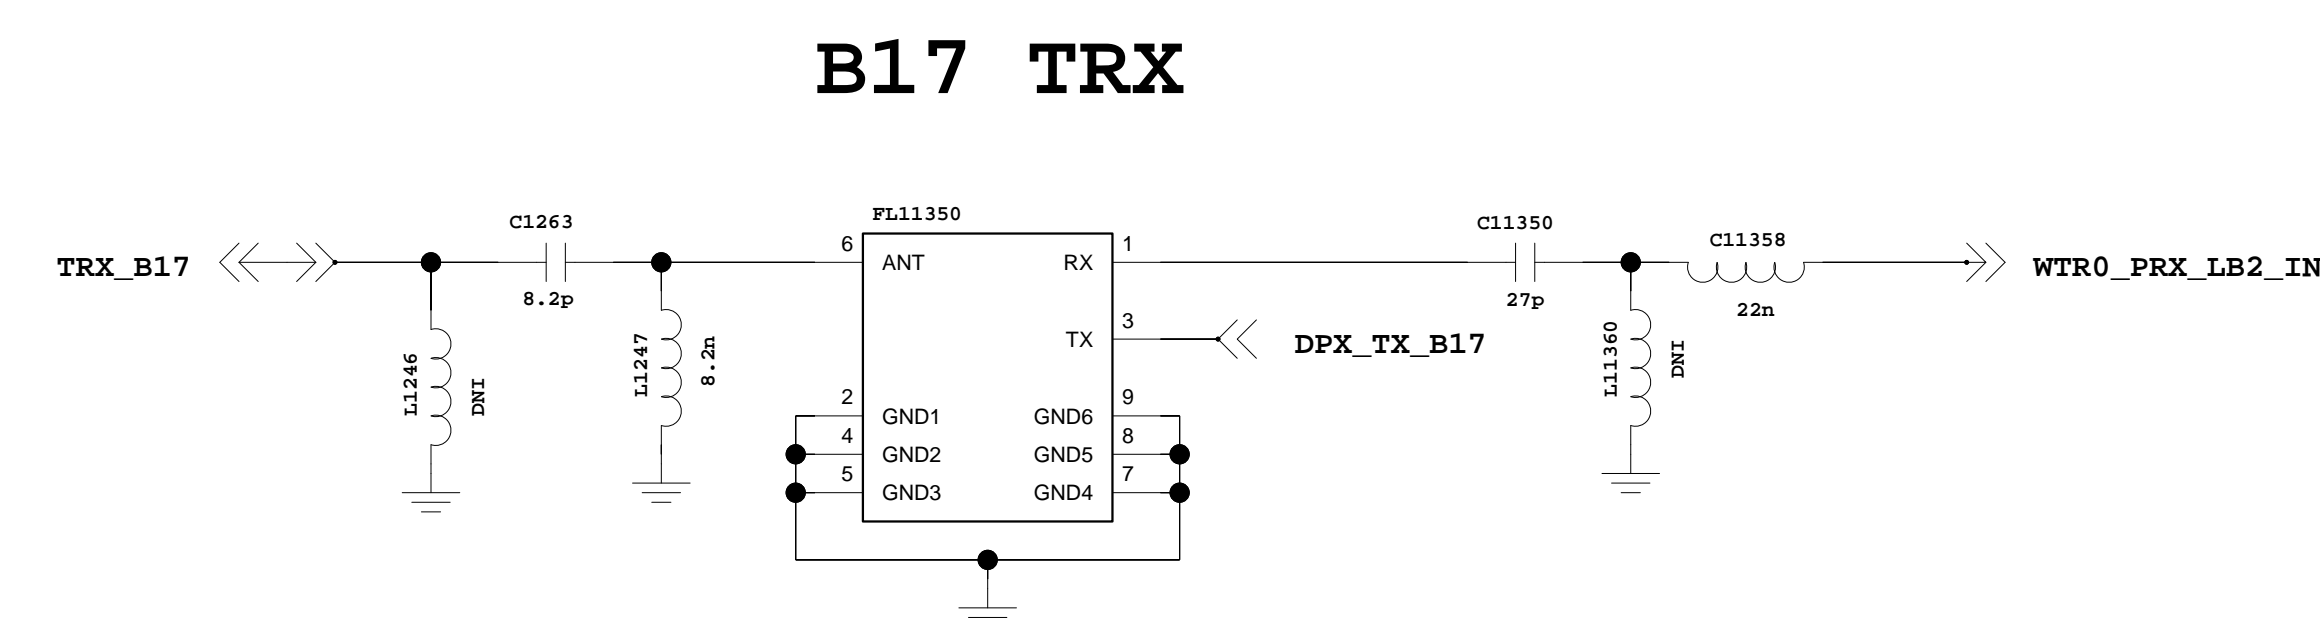 B17 TRX
C1263
FL11350
C11350
C11358
TRX_B17
6
ANT
RX
1
WTR0_PRX_LB2_IN
8.2p
27p
22n
L1246
DNI
L1247
8.2n
TX
3
DPX_TX_B17
L11360
DNI
2
GND1
GND6
9
4
GND2
GND5
8
5
GND3
GND4
7